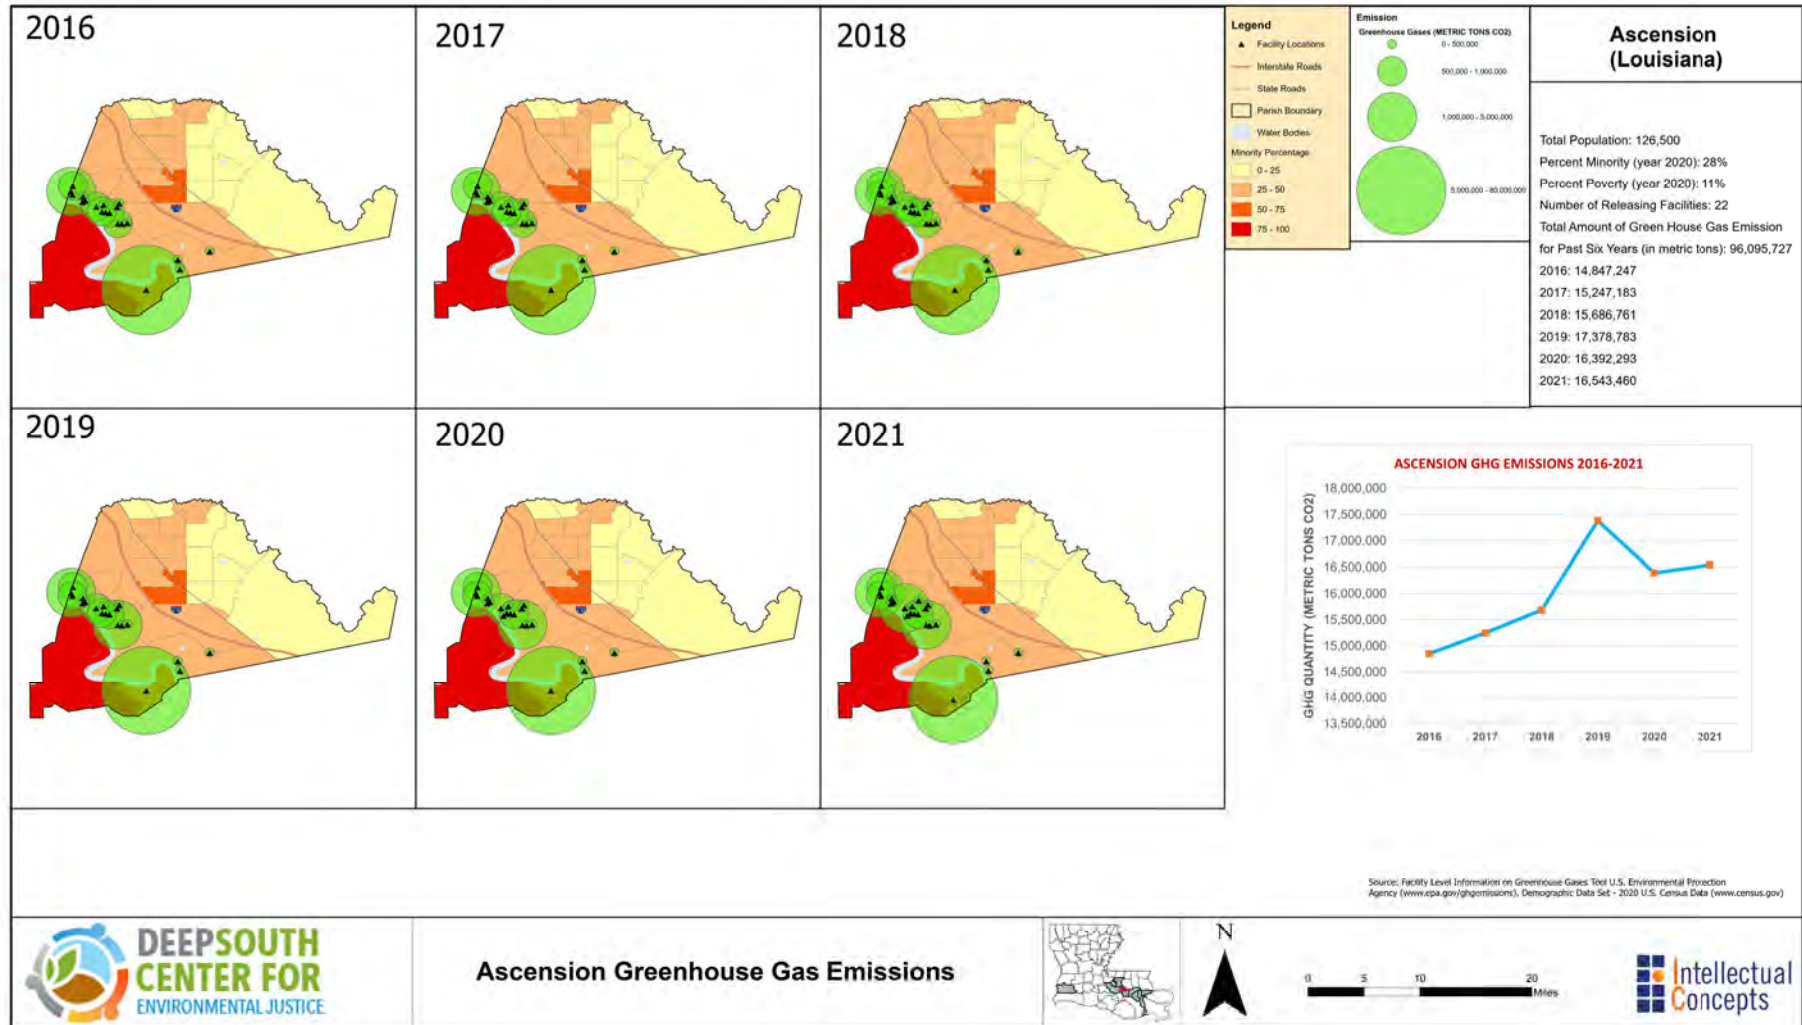 2016
2017
2018
Legend
Facility Locations
Interstate Roads
State Roads
Parish Boundary
Water Bodies
Minority Percentage
0 - 25
25 - 50
50 - 75
75 - 100
Emission
Greenhouse Gases (METRIC TONS CO2)
0 - 500,000
500,000 - 1,000,000
1,000,000 - 5,000,000
5,000,000 - 80,000,000
Ascension
(Louisiana)
Total Population: 126,500
Percent Minority (year 2020): 28%
Percent Poverty (year 2020): 11%
Number of Releasing Facilities: 22
Total Amount of Green House Gas Emission
for Past Six Years (in metric tons): 96,095,727
2016: 14,847,247
2017: 15,247,183
2018: 15,686,761
2019: 17,378,783
2020: 16,392,293
2021: 16,543,460
2019
2020
2021
ASCENSION GHG EMISSIONS 2016-2021
GHG QUANTITY (METRIC TONS CO2)
18,000,000
17,500,000
17,000,000
16,500,000
16,000,000
15,500,000
15,000,000
14,500,000
14,000,000
13,500,000
2016 2017 2018 2019 2020 2021
Source: Facility Level Information on Greenhouse Gases Tool U.S. Environmental Protection
Agency (www.epa.gov/ghgemissions), Demographic Data Set - 2020 U.S. Census Data (www.census.gov)
DEEPSOUTH
CENTER FOR
ENVIRONMENTAL JUSTICE
Ascension Greenhouse Gas Emissions
N
0 5 10 20
Miles
Intellectual
Concepts